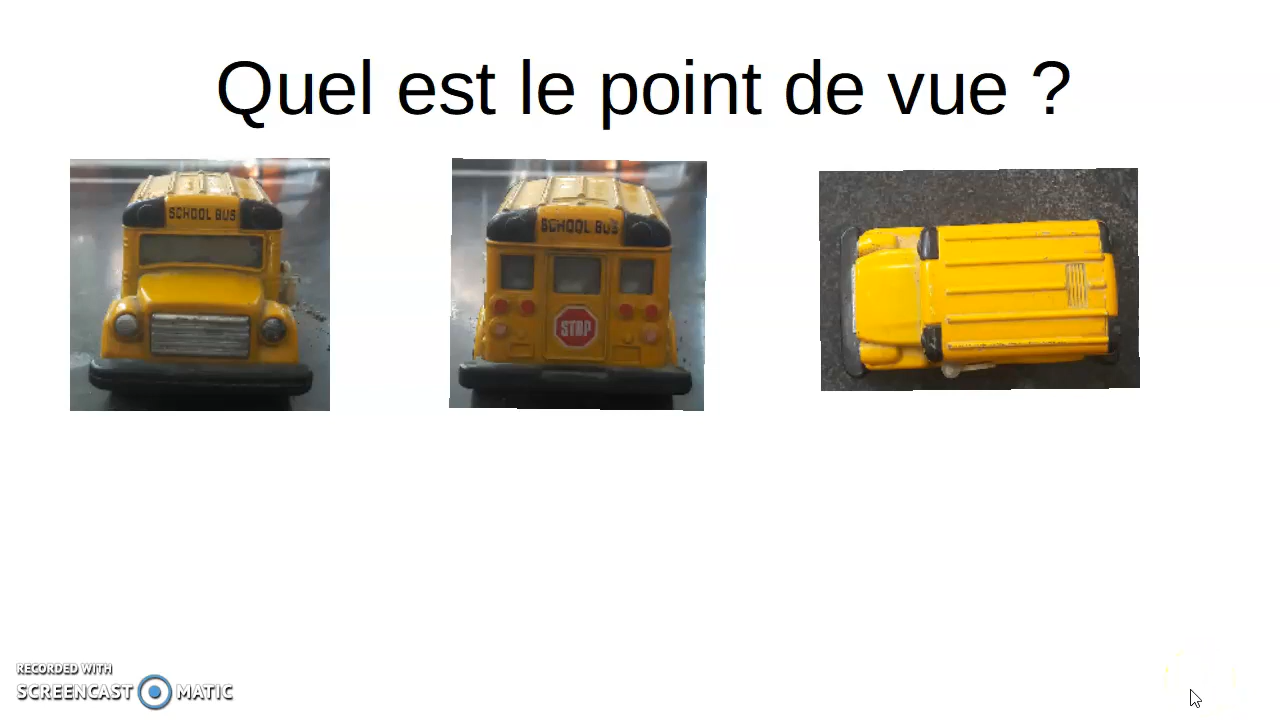 Quel est le point de vue ?
SCHOOL BUS
SCHOOL BUS
STOP
RECORDED WITH
SCREENCAST MATIC